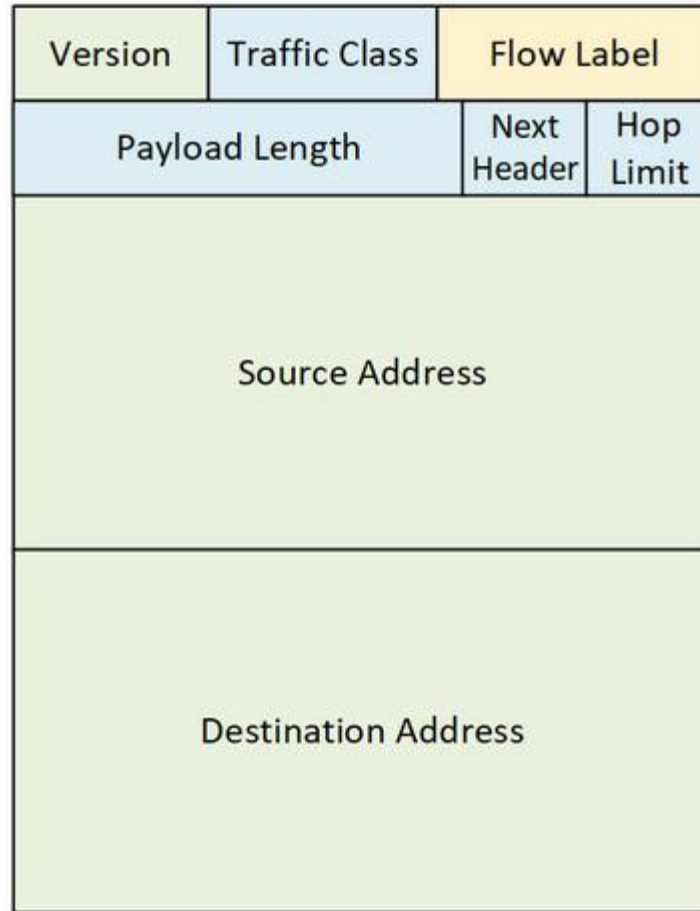 Version
Traffic Class
Flow Label
Payload Length
Next
Header
Hop
Limit
Source Address
Destination Address